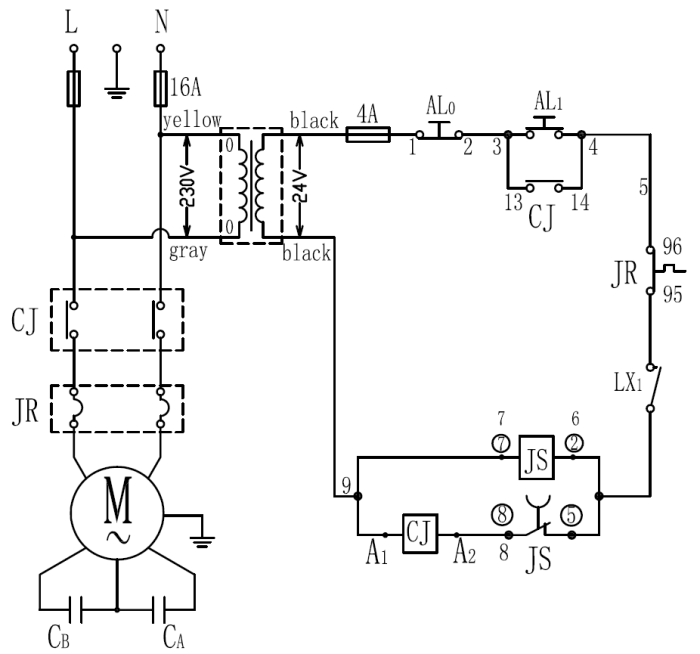 L N
16A
yellow
0
230V
0
gray
black
24V
black
4A
AL0
1 2
AL1
3 4
13 14
CJ
5
96
JR
95
LX1
CJ
JR
M
~
CB CA
7 6
7 JS 2
9
8 5
A1 CJ A2 8 JS